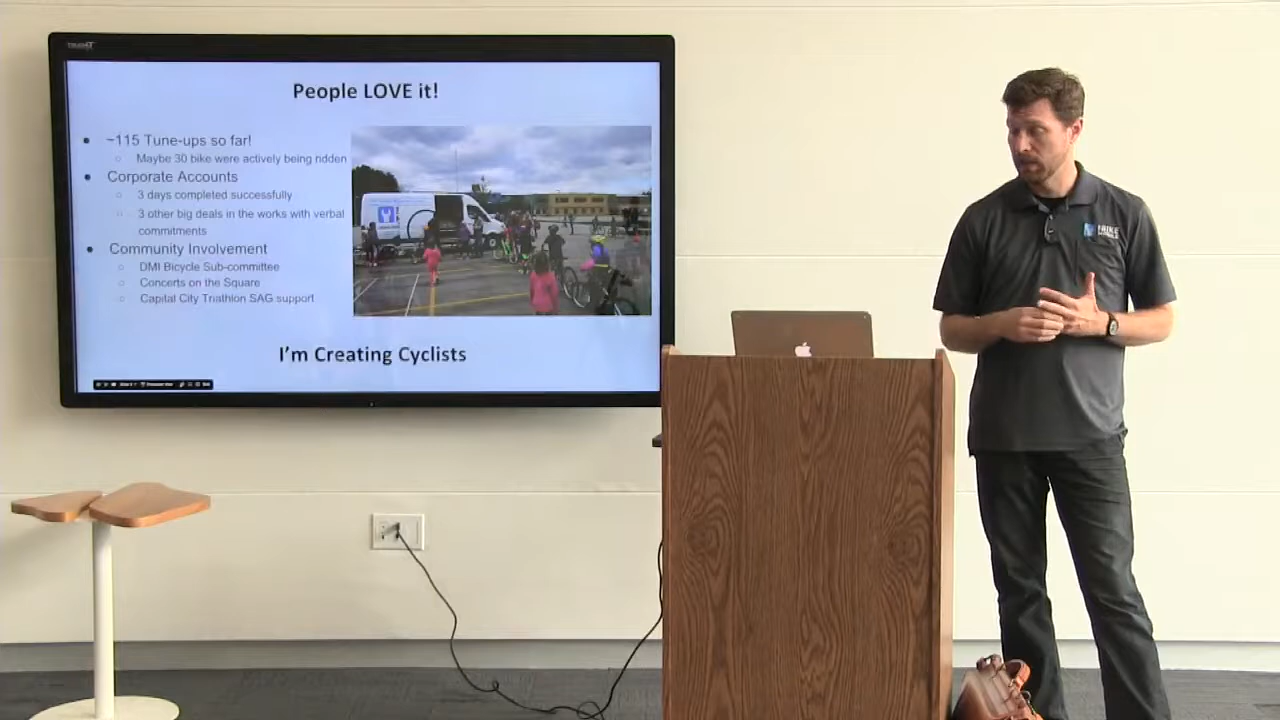 People LOVE it!
~115 Tune-ups so far!
Maybe 30 bike were actively being ridden
Corporate Accounts
3 days completed successfully
3 other big deals in the works with verbal
commitments
Community Involvement
DMI Bicycle Sub-committee
Concerts on the Square
Capital City Triathlon SAG support
I'm Creating Cyclists